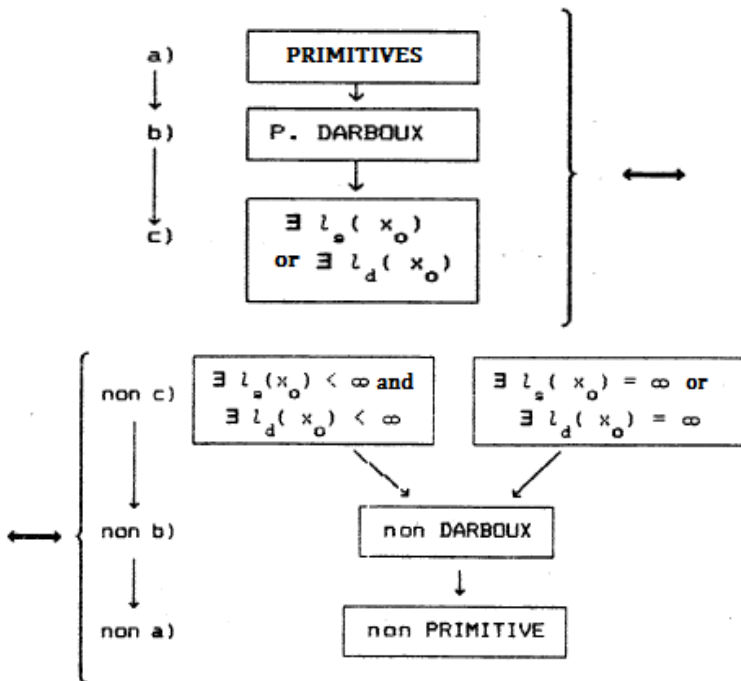 a) PRIMITIVES
b) P. DARBOUX
c) ∃ l_s( x_o)
or ∃ l_d( x_o)
non c) ∃ l_s(x_o) < ∞ and ∃ l_s( x_o) = ∞ or
∃ l_d( x_o) < ∞ ∃ l_d( x_o) = ∞
non b) non DARBOUX
non a) non PRIMITIVE